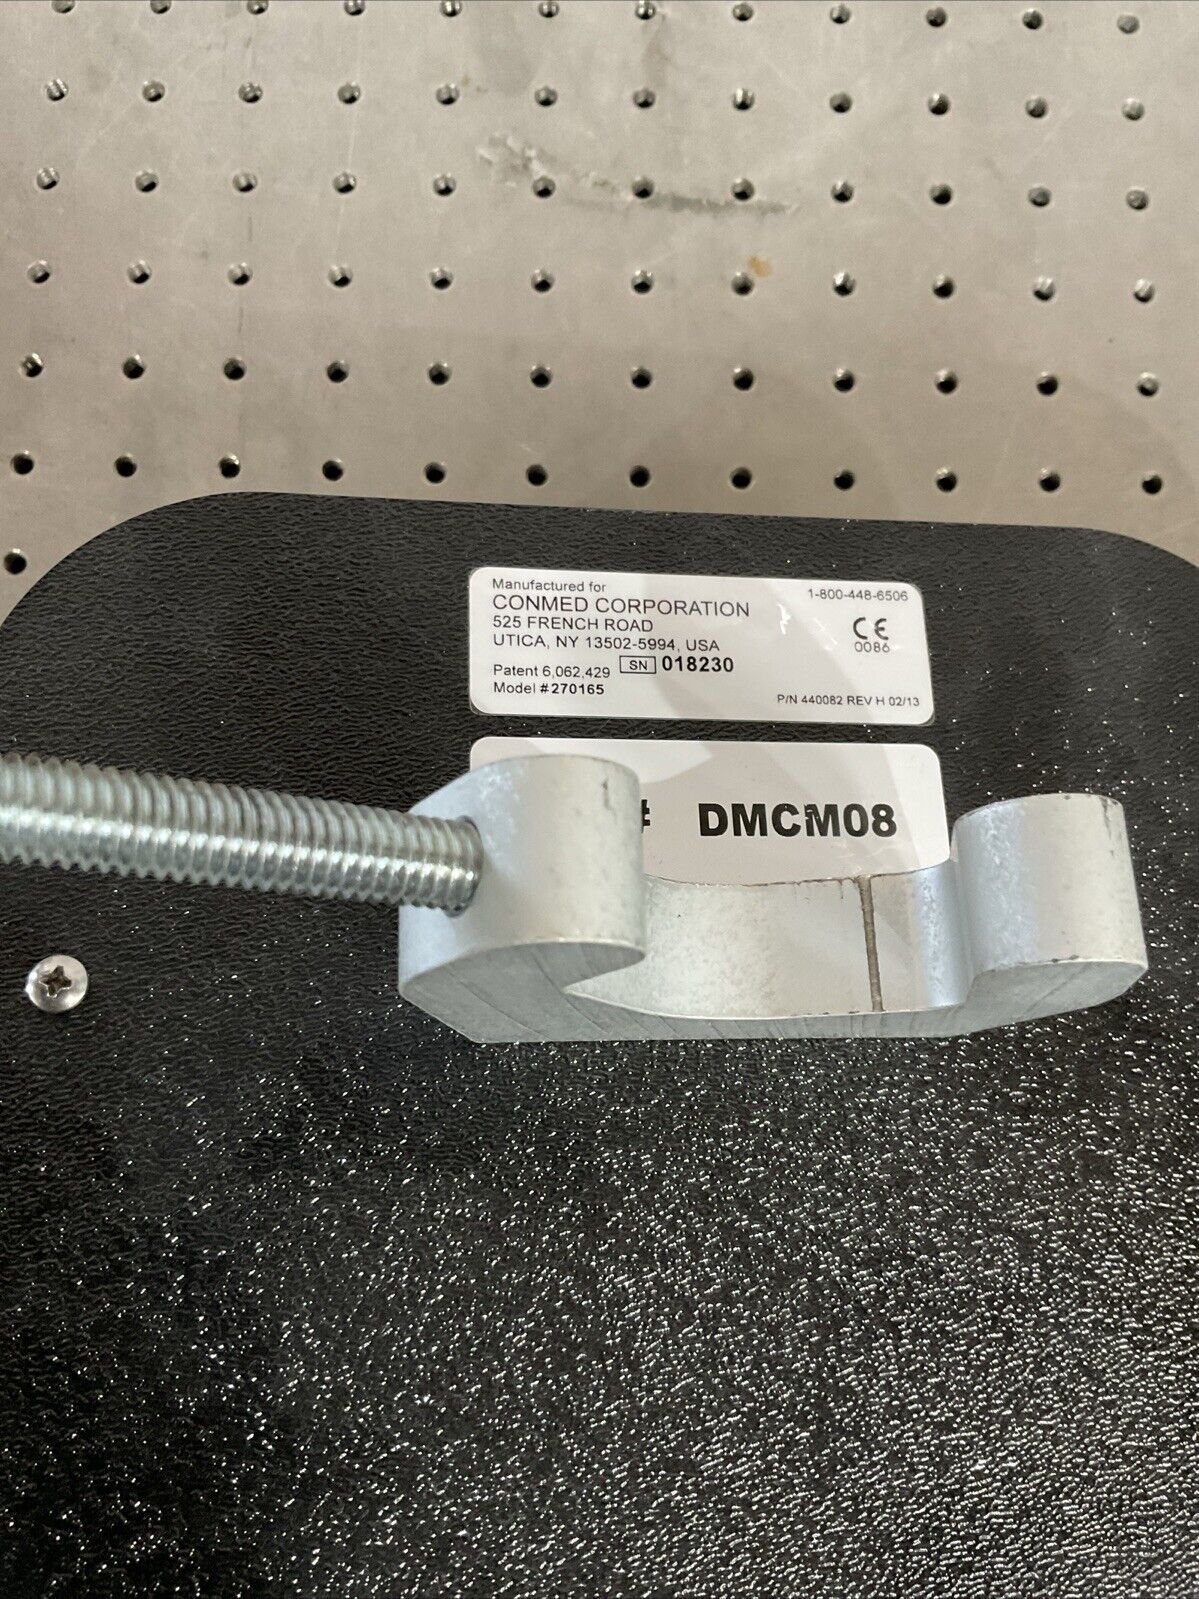 Manufactured for
CONMED CORPORATION
525 FRENCH ROAD
UTICA, NY 13502-5994, USA
Patent 6,062,429 SN 018230
Model #270165
1-800-448-6506
CE
0086
P/N 440082 REV H 02/13
# DMCM08